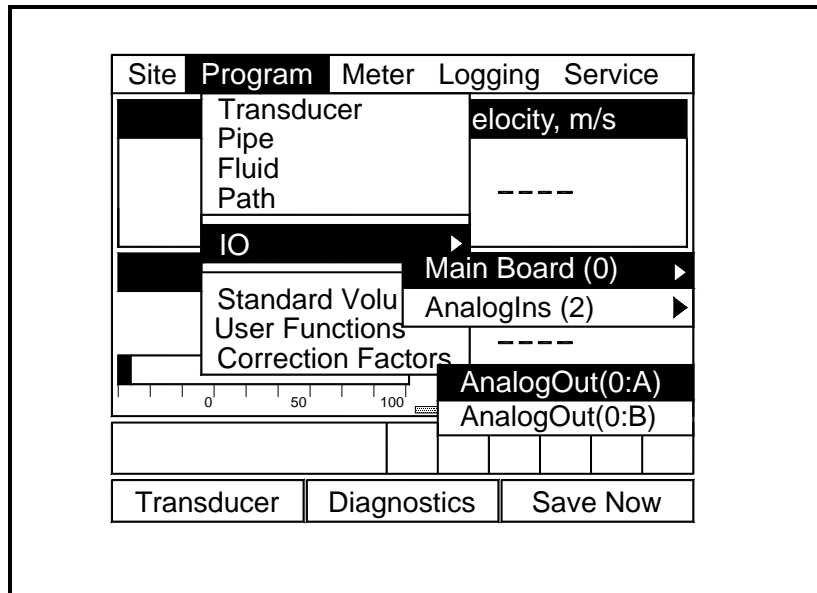 Site Program Meter Logging Service
Transducer
elocity, m/s
Pipe
Fluid
Path
IO
Main Board (0)
Standard Volu
AnalogIns (2)
User Functions
Correction Factors
AnalogOut(0:A)
0 50 100
AnalogOut(0:B)
Transducer Diagnostics Save Now